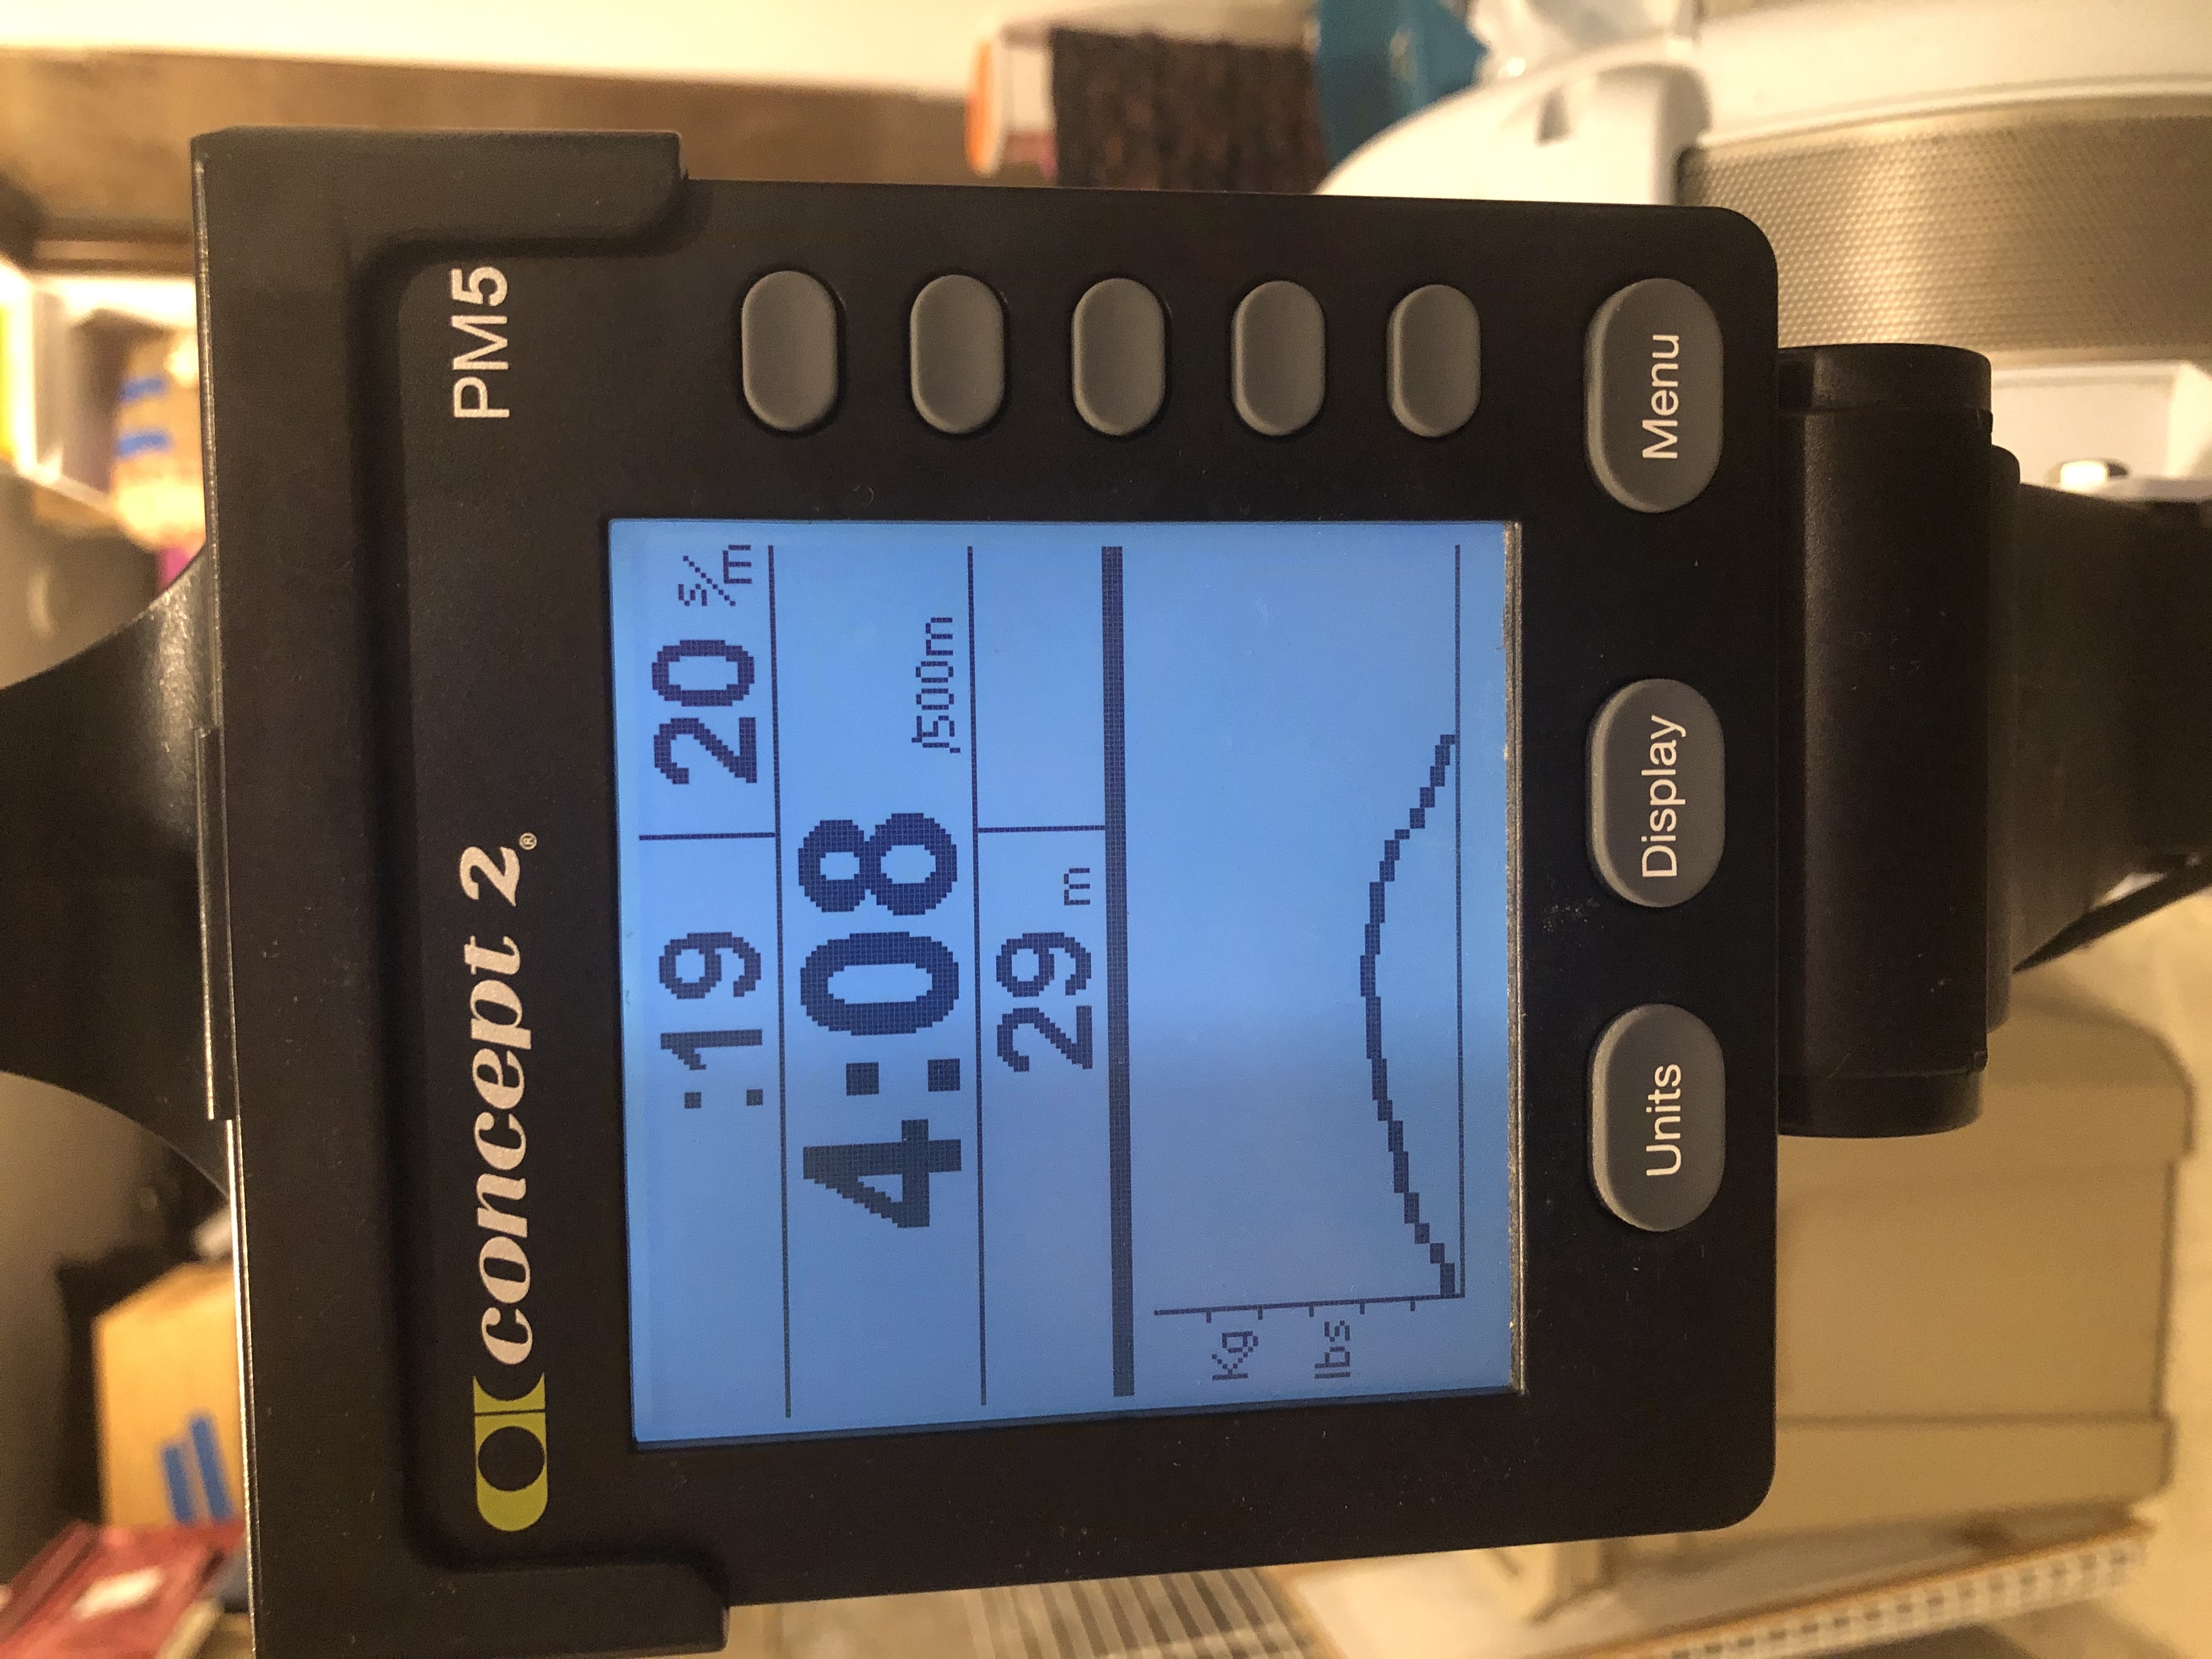 concept 2®
PM5
:19
20 s/m
4:08 /500m
29 m
Kg
lbs
Units
Display
Menu